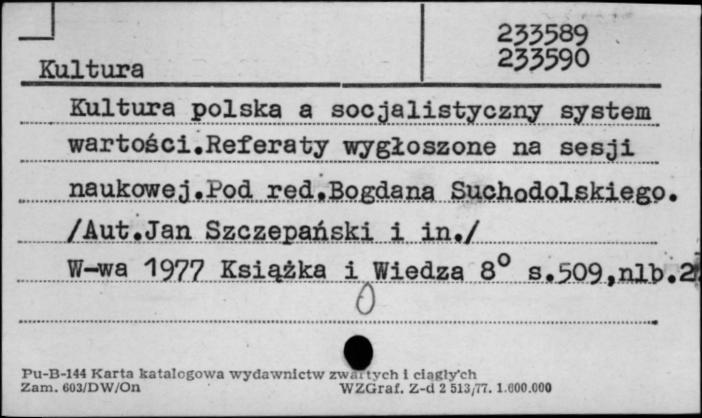 233589
233590
Kultura
Kultura polska a socjalistyczny system
wartości.Referaty wygłoszone na sesji
naukowej.Pod red.Bogdana Suchodolskiego.
/Aut.Jan Szczepański i in./
W-wa 1977 Książka i Wiedza 8° s.509,nlb.2
Pu-B-144 Karta katalogowa wydawnictw zwartych i ciągłych
Zam. 603/DW/On WZGraf. Z-d 2 513/77. 1.000.000